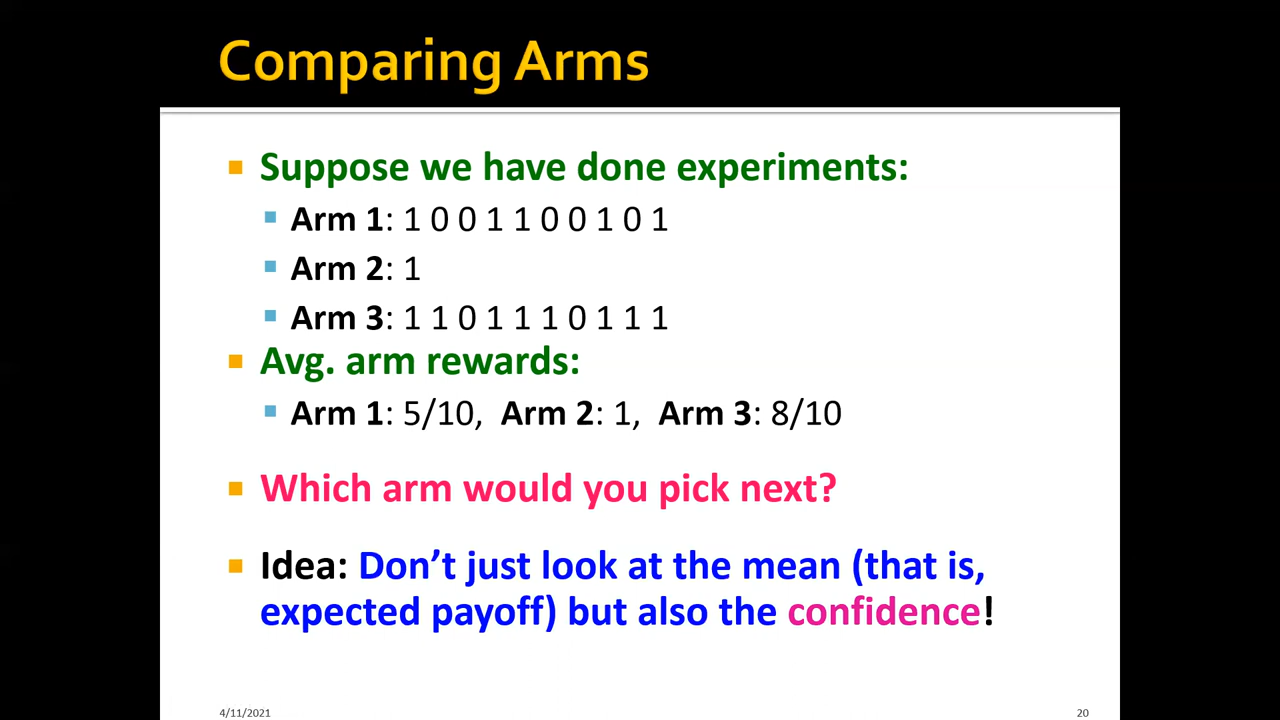 Comparing Arms
Suppose we have done experiments:
Arm 1: 1 0 0 1 1 0 0 1 0 1
Arm 2: 1
Arm 3: 1 1 0 1 1 1 0 1 1 1
Avg. arm rewards:
Arm 1: 5/10, Arm 2: 1, Arm 3: 8/10
Which arm would you pick next?
Idea: Don’t just look at the mean (that is,
expected payoff) but also the confidence!
4/11/2021
20